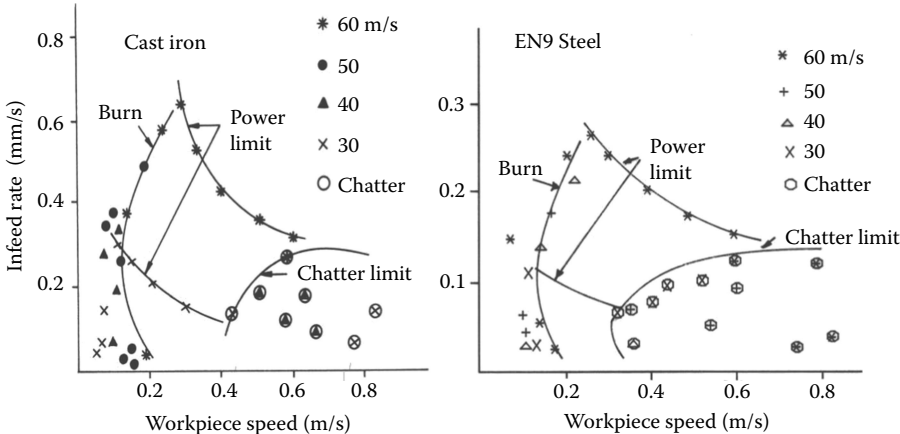 Cast iron
60 m/s
50
40
30
Chatter
Burn
Power
limit
Chatter limit
0.8
0.6
0.4
0.2
0.2
0.4
0.6
0.8
Infeed rate (mm/s)
Workpiece speed (m/s)
EN9 Steel
60 m/s
50
40
30
Chatter
Burn
Power
limit
Chatter limit
0.3
0.2
0.1
0.2
0.4
0.6
0.8
Workpiece speed (m/s)